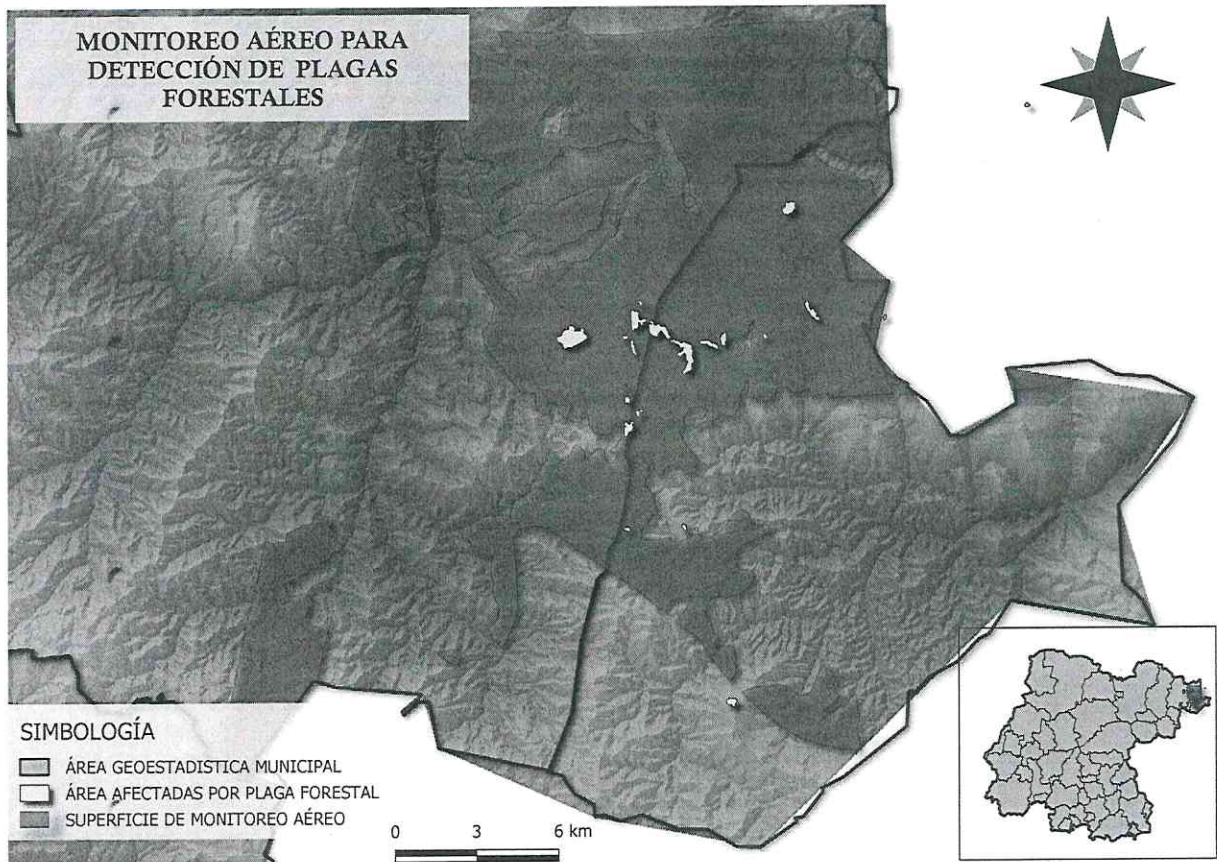 MONITOREO AÉREO PARA
DETECCIÓN DE PLAGAS
FORESTALES
SIMBOLOGÍA
ÁREA GEOESTADISTICA MUNICIPAL
ÁREA AFECTADAS POR PLAGA FORESTAL
SUPERFICIE DE MONITOREO AÉREO
0 3 6 km